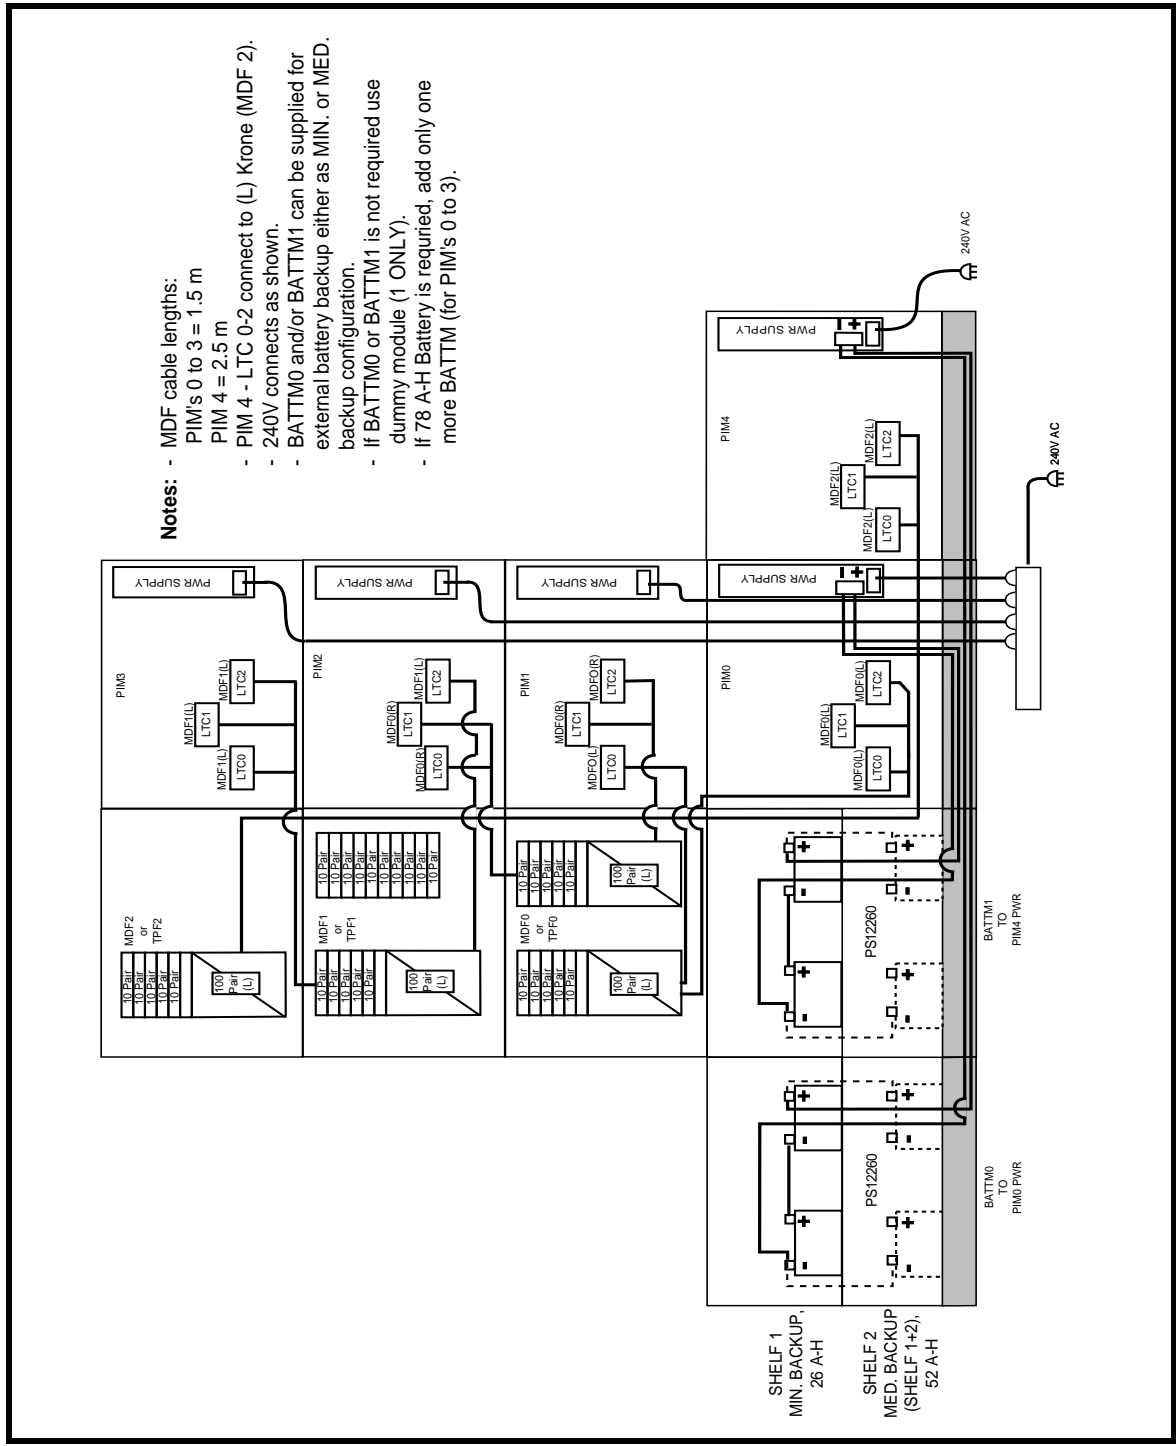 Notes: - MDF cable lengths:
PIM's 0 to 3 = 1.5 m
PIM 4 = 2.5 m
- PIM 4 - LTC 0-2 connect to (L) Krone (MDF 2).
- 240V connects as shown.
- BATTM0 and/or BATTM1 can be supplied for
external battery backup either as MIN. or MED.
backup configuration.
- If BATTM0 or BATTM1 is not required use
dummy module (1 ONLY).
- If 78 A-H Battery is requried, add only one
more BATTM (for PIM's 0 to 3).
MDF2
or
TPF2
10 Pair
10 Pair
10 Pair
10 Pair
10 Pair
100
Pair
(L)
PIM3
MDF1(L)
LTC0
MDF1(L)
LTC1
MDF1(L)
LTC2
PWR SUPPLY
MDF1
or
TPF1
10 Pair
10 Pair
10 Pair
10 Pair
10 Pair
100
Pair
(L)
10 Pair
10 Pair
10 Pair
10 Pair
10 Pair
10 Pair
10 Pair
10 Pair
PIM2
MDF0(R)
LTC0
MDF0(R)
LTC1
MDF1(L)
LTC2
PWR SUPPLY
MDF0
or
TPF0
10 Pair
10 Pair
10 Pair
10 Pair
10 Pair
100
Pair
(L)
10 Pair
10 Pair
10 Pair
10 Pair
10 Pair
100
Pair
(L)
PIM1
MDFO(L)
LTC0
MDF0(R)
LTC1
MDFO(R)
LTC2
PWR SUPPLY
PIM0
MDF0(L)
LTC0
MDF0(L)
LTC1
MDF0(L)
LTC2
PWR SUPPLY
- +
PIM4
MDF2(L)
LTC0
MDF2(L)
LTC1
MDF2(L)
LTC2
PWR SUPPLY
- +
240V AC
240V AC
SHELF 1
MIN. BACKUP,
26 A-H
SHELF 2
MED. BACKUP
(SHELF 1+2),
52 A-H
- + - +
PS12260
- + - +
- + - +
PS12260
- + - +
BATTM0
TO
PIM0 PWR
BATTM1
TO
PIM4 PWR